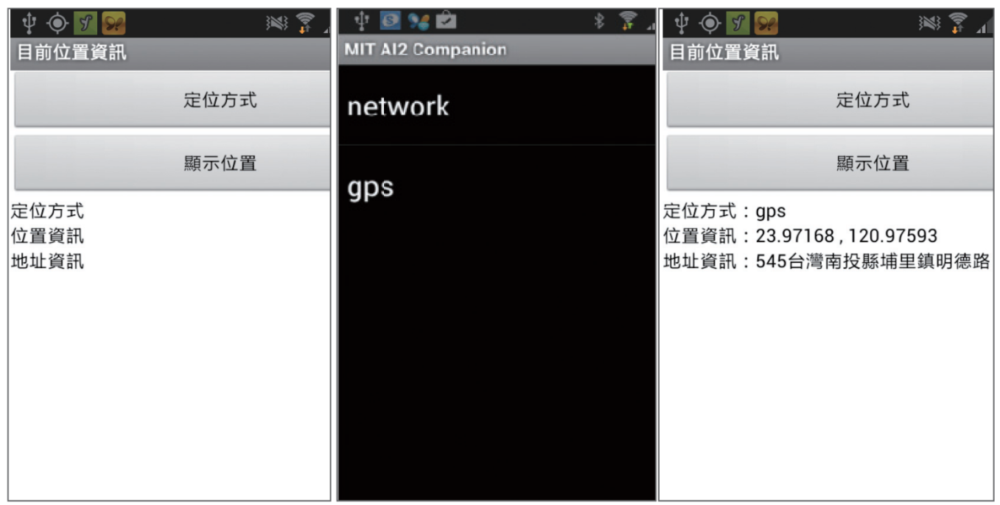 目前位置資訊
定位方式
顯示位置
定位方式
位置資訊
地址資訊
MIT AI2 Companion
network
gps
目前位置資訊
定位方式
顯示位置
定位方式：gps
位置資訊：23.97168 , 120.97593
地址資訊：545台灣南投縣埔里鎮明德路